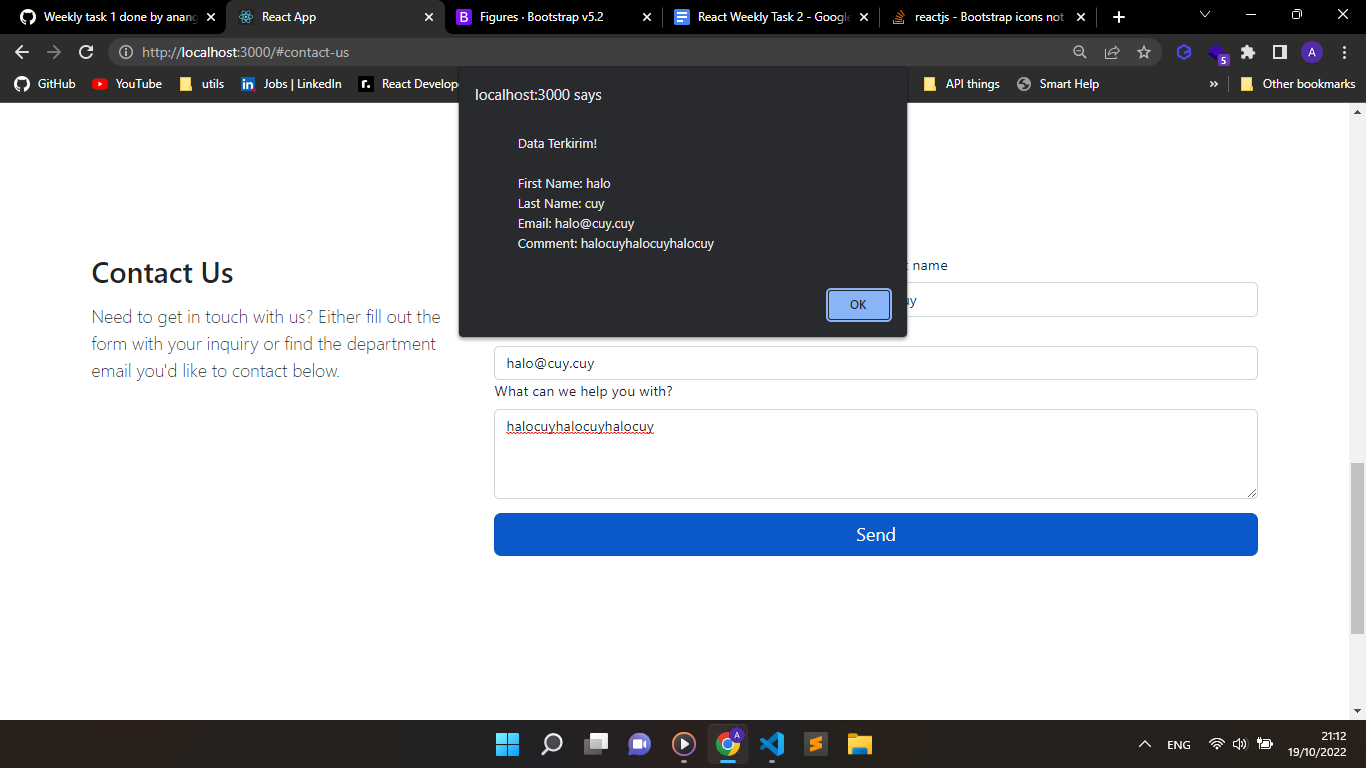 Weekly task 1 done by anang
React App
Figures · Bootstrap v5.2
React Weekly Task 2 - Google
reactjs - Bootstrap icons not
http://localhost:3000/#contact-us
5
A
GitHub
YouTube
utils
Jobs | LinkedIn
React Develop
API things
Smart Help
»
Other bookmarks
localhost:3000 says
Data Terkirim!
First Name: halo
Last Name: cuy
Email: halo@cuy.cuy
Comment: halocuyhalocuyhalocuy
OK
Contact Us
Need to get in touch with us? Either fill out the
form with your inquiry or find the department
email you'd like to contact below.
name
halo@cuy.cuy
What can we help you with?
halocuyhalocuyhalocuy
Send
A
ENG
21:12
19/10/2022